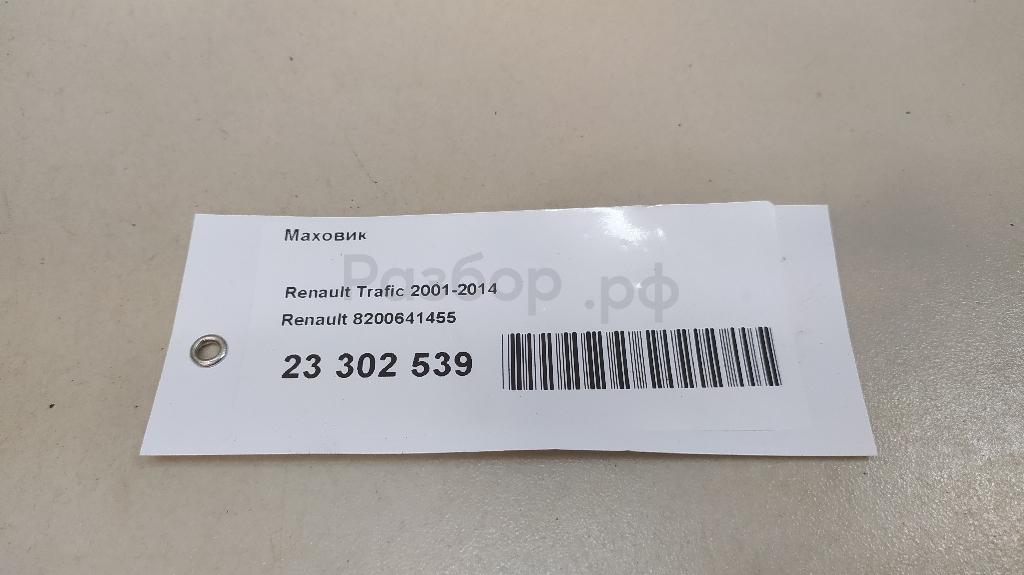 Маховик
Разбор.рф
Renault Trafic 2001-2014
Renault 8200641455
23 302 539